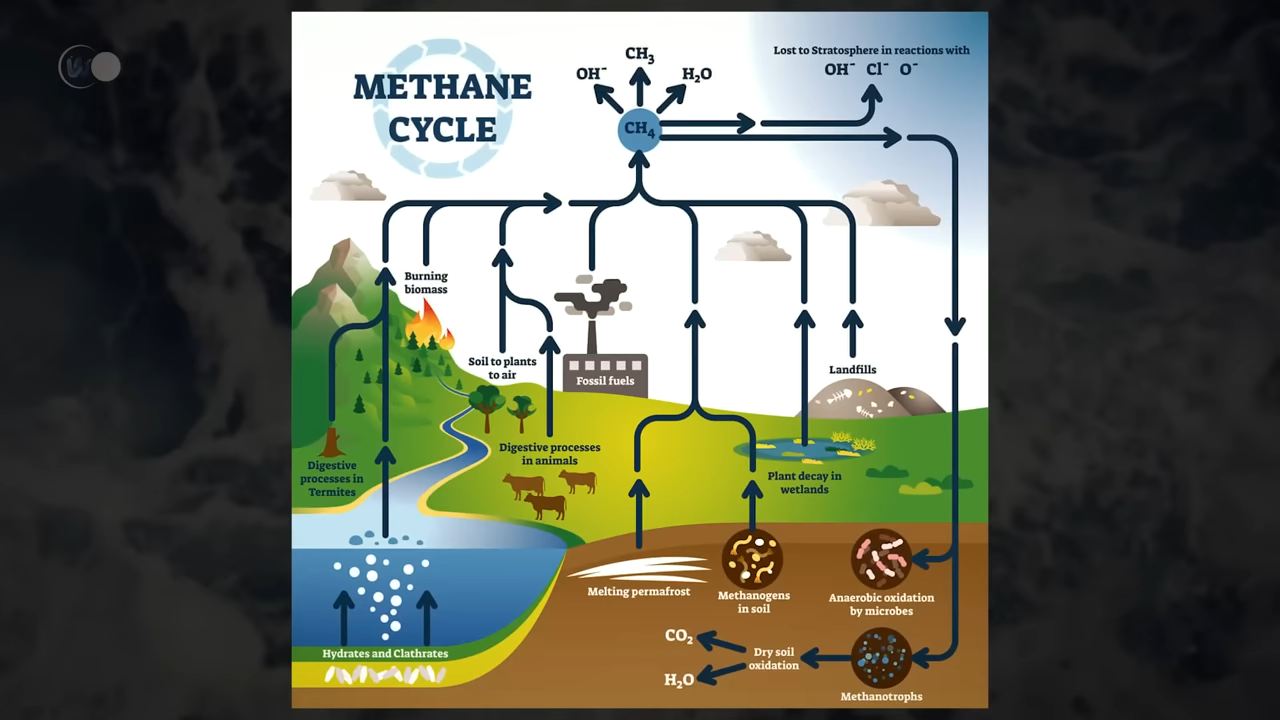 METHANE
CYCLE
CH₃
OH⁻
H₂O
CH₄
Lost to Stratosphere in reactions with
OH⁻ Cl⁻ O⁻
Burning
biomass
Soil to plants
to air
Fossil fuels
Landfills
Digestive
processes in
Termites
Digestive processes
in animals
Plant decay in
wetlands
Melting permafrost
Methanogens
in soil
Anaerobic oxidation
by microbes
Hydrates and Clathrates
CO₂
H₂O
Dry soil
oxidation
Methanotrophs